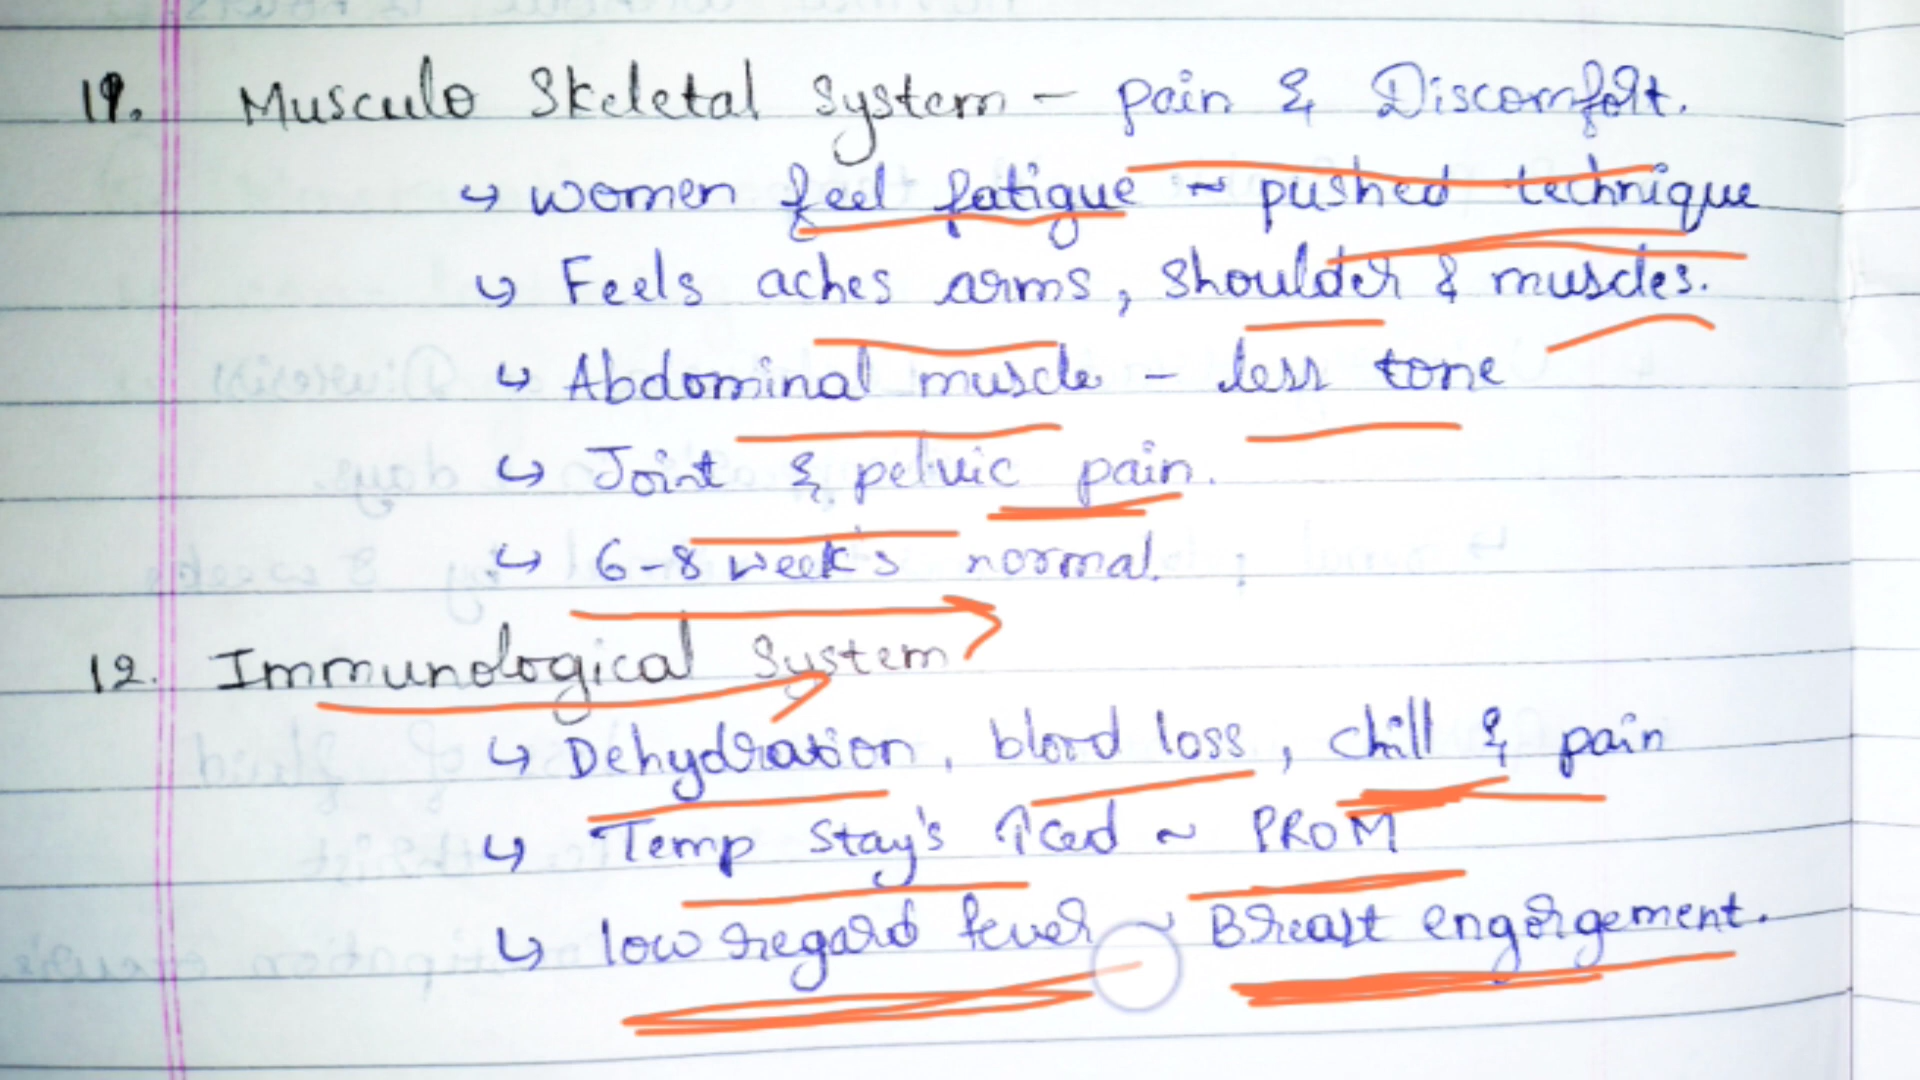 11. Musculo Skeletal System - pain & Discomfort.
↳ women feel fatigue ~ pushed technique
↳ Feels aches arms, shoulder & muscles.
↳ Abdominal muscle - less tone
↳ Joint & pelvic pain.
↳ 6-8 week's normal.
12. Immunological System
↳ Dehydration, blood loss, chill & pain
↳ Temp Stay's ↑ced ~ PROM
↳ low regard fever ~ Breast engorgement.